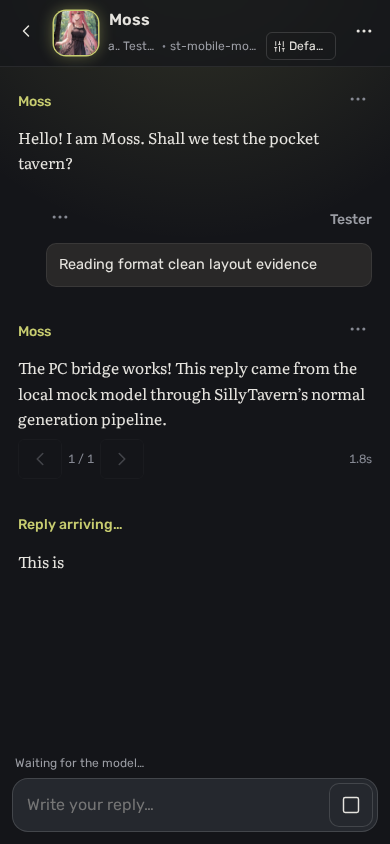 Moss
a.. Test… • st-mobile-mo… Defa…
Moss
Hello! I am Moss. Shall we test the pocket
tavern?
Tester
Reading format clean layout evidence
Moss
The PC bridge works! This reply came from the
local mock model through SillyTavern’s normal
generation pipeline.
1 / 1
1.8s
Reply arriving…
This is
Waiting for the model…
Write your reply…